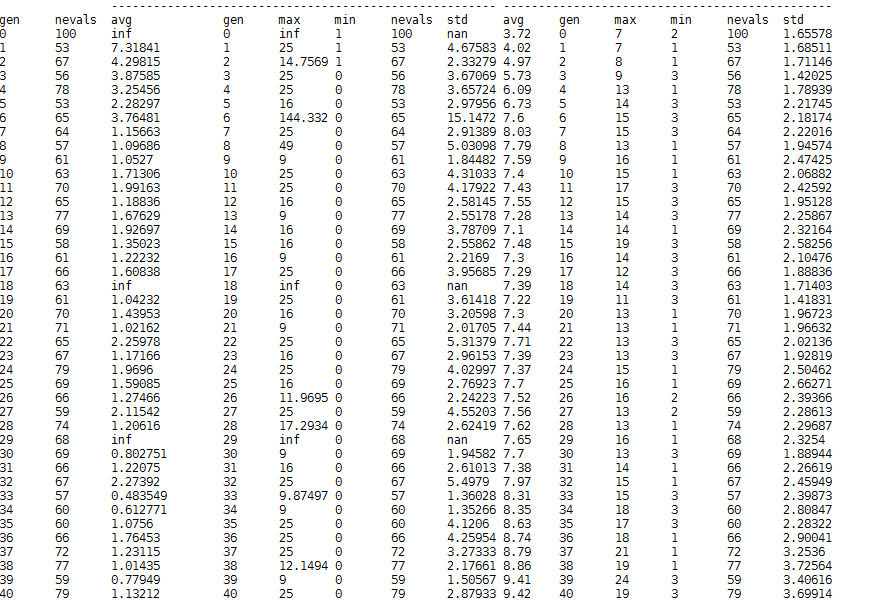 ------------------------------------------------------- -----------------------------------------------
gen nevals avg gen max min nevals std avg gen max min nevals std
0 100 inf 0 inf 1 100 nan 3.72 0 7 2 100 1.65578
1 53 7.31841 1 25 1 53 4.67583 4.02 1 7 1 53 1.68511
2 67 4.29815 2 14.7569 1 67 2.33279 4.97 2 8 1 67 1.71146
3 56 3.87585 3 25 0 56 3.67069 5.73 3 9 3 56 1.42025
4 78 3.25456 4 25 0 78 3.65724 6.09 4 13 1 78 1.78939
5 53 2.28297 5 16 0 53 2.97956 6.73 5 14 3 53 2.21745
6 65 3.76481 6 144.332 0 65 15.1472 7.6 6 15 3 65 2.18174
7 64 1.15663 7 25 0 64 2.91389 8.03 7 15 3 64 2.22016
8 57 1.09686 8 49 0 57 5.03098 7.79 8 13 1 57 1.94574
9 61 1.0527 9 9 0 61 1.84482 7.59 9 16 1 61 2.47425
10 63 1.71306 10 25 0 63 4.31033 7.4 10 15 1 63 2.06882
11 70 1.99163 11 25 0 70 4.17922 7.43 11 17 3 70 2.42592
12 65 1.18836 12 16 0 65 2.58145 7.55 12 15 3 65 1.95128
13 77 1.67629 13 9 0 77 2.55178 7.28 13 14 3 77 2.25867
14 69 1.92697 14 16 0 69 3.78709 7.1 14 14 1 69 2.32164
15 58 1.35023 15 16 0 58 2.55862 7.48 15 19 3 58 2.58256
16 61 1.22232 16 9 0 61 2.2169 7.3 16 14 3 61 2.10476
17 66 1.60838 17 25 0 66 3.95685 7.29 17 12 3 66 1.88836
18 63 inf 18 inf 0 63 nan 7.39 18 14 3 63 1.71403
19 61 1.04232 19 25 0 61 3.61418 7.22 19 11 3 61 1.41831
20 70 1.43953 20 16 0 70 3.20598 7.3 20 13 1 70 1.96723
21 71 1.02162 21 9 0 71 2.01705 7.44 21 13 1 71 1.96632
22 65 2.25978 22 25 0 65 5.31379 7.71 22 13 3 65 2.02136
23 67 1.17166 23 16 0 67 2.96153 7.39 23 13 3 67 1.92819
24 79 1.9696 24 25 0 79 4.02997 7.37 24 15 1 79 2.50462
25 69 1.59085 25 16 0 69 2.76923 7.7 25 16 1 69 2.66271
26 66 1.27466 26 11.9695 0 66 2.24223 7.52 26 16 2 66 2.39366
27 59 2.11542 27 25 0 59 4.55203 7.56 27 13 2 59 2.28613
28 74 1.20616 28 17.2934 0 74 2.62419 7.62 28 13 1 74 2.29687
29 68 inf 29 inf 0 68 nan 7.65 29 16 1 68 2.3254
30 69 0.802751 30 9 0 69 1.94582 7.7 30 13 3 69 1.88944
31 66 1.22075 31 16 0 66 2.61013 7.38 31 14 1 66 2.26619
32 67 2.27392 32 25 0 67 5.4979 7.97 32 15 1 67 2.45949
33 57 0.483549 33 9.87497 0 57 1.36028 8.31 33 15 3 57 2.39873
34 60 0.612771 34 9 0 60 1.35266 8.35 34 18 3 60 2.80847
35 60 1.0756 35 25 0 60 4.1206 8.63 35 17 3 60 2.28322
36 66 1.76453 36 25 0 66 4.25954 8.74 36 18 1 66 2.90041
37 72 1.23115 37 25 0 72 3.27333 8.79 37 21 1 72 3.2536
38 77 1.01435 38 12.1494 0 77 2.17661 8.86 38 19 1 77 3.72564
39 59 0.77949 39 9 0 59 1.50567 9.41 39 24 3 59 3.40616
40 79 1.13212 40 25 0 79 2.87933 9.42 40 19 3 79 3.69914